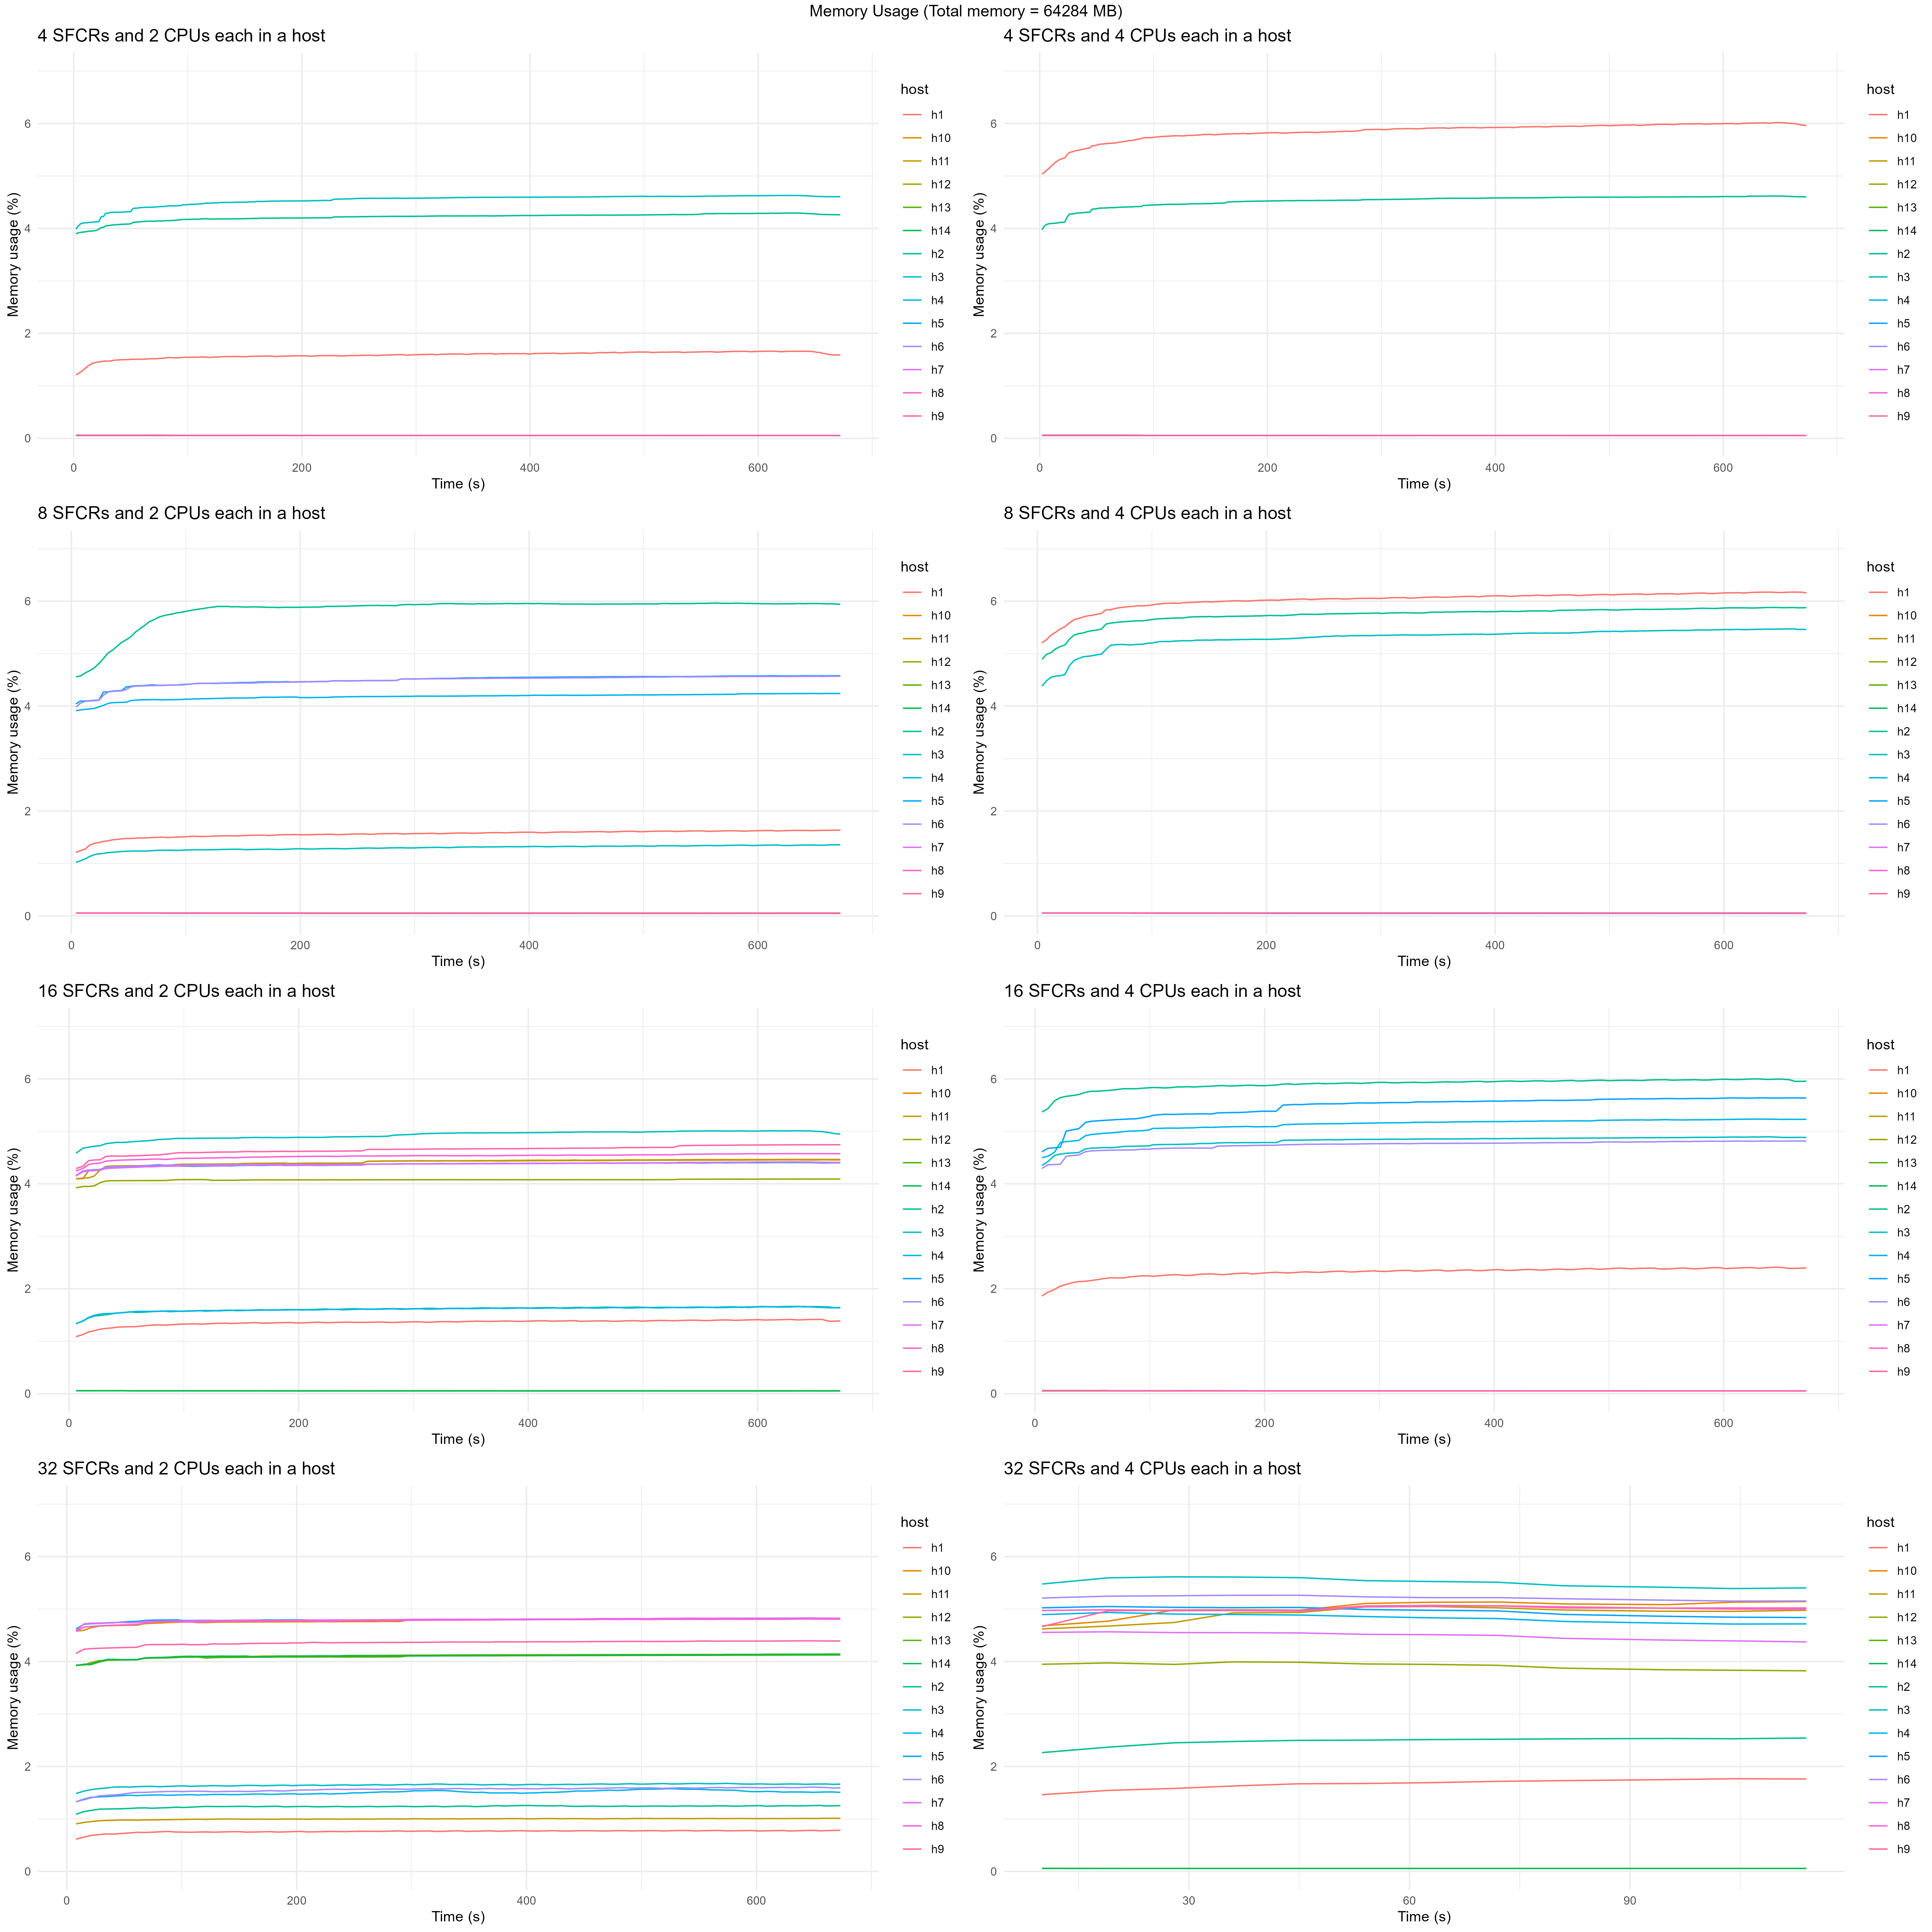 Memory Usage (Total memory = 64284 MB)
4 SFCRs and 2 CPUs each in a host
Memory usage (%)
6
4
2
0
0 200 400 600
Time (s)
host
h1
h10
h11
h12
h13
h14
h2
h3
h4
h5
h6
h7
h8
h9
4 SFCRs and 4 CPUs each in a host
Memory usage (%)
6
4
2
0
0 200 400 600
Time (s)
host
h1
h10
h11
h12
h13
h14
h2
h3
h4
h5
h6
h7
h8
h9
8 SFCRs and 2 CPUs each in a host
Memory usage (%)
6
4
2
0
0 200 400 600
Time (s)
host
h1
h10
h11
h12
h13
h14
h2
h3
h4
h5
h6
h7
h8
h9
8 SFCRs and 4 CPUs each in a host
Memory usage (%)
6
4
2
0
0 200 400 600
Time (s)
host
h1
h10
h11
h12
h13
h14
h2
h3
h4
h5
h6
h7
h8
h9
16 SFCRs and 2 CPUs each in a host
Memory usage (%)
6
4
2
0
0 200 400 600
Time (s)
host
h1
h10
h11
h12
h13
h14
h2
h3
h4
h5
h6
h7
h8
h9
16 SFCRs and 4 CPUs each in a host
Memory usage (%)
6
4
2
0
0 200 400 600
Time (s)
host
h1
h10
h11
h12
h13
h14
h2
h3
h4
h5
h6
h7
h8
h9
32 SFCRs and 2 CPUs each in a host
Memory usage (%)
6
4
2
0
0 200 400 600
Time (s)
host
h1
h10
h11
h12
h13
h14
h2
h3
h4
h5
h6
h7
h8
h9
32 SFCRs and 4 CPUs each in a host
Memory usage (%)
6
4
2
0
30 60 90
Time (s)
host
h1
h10
h11
h12
h13
h14
h2
h3
h4
h5
h6
h7
h8
h9